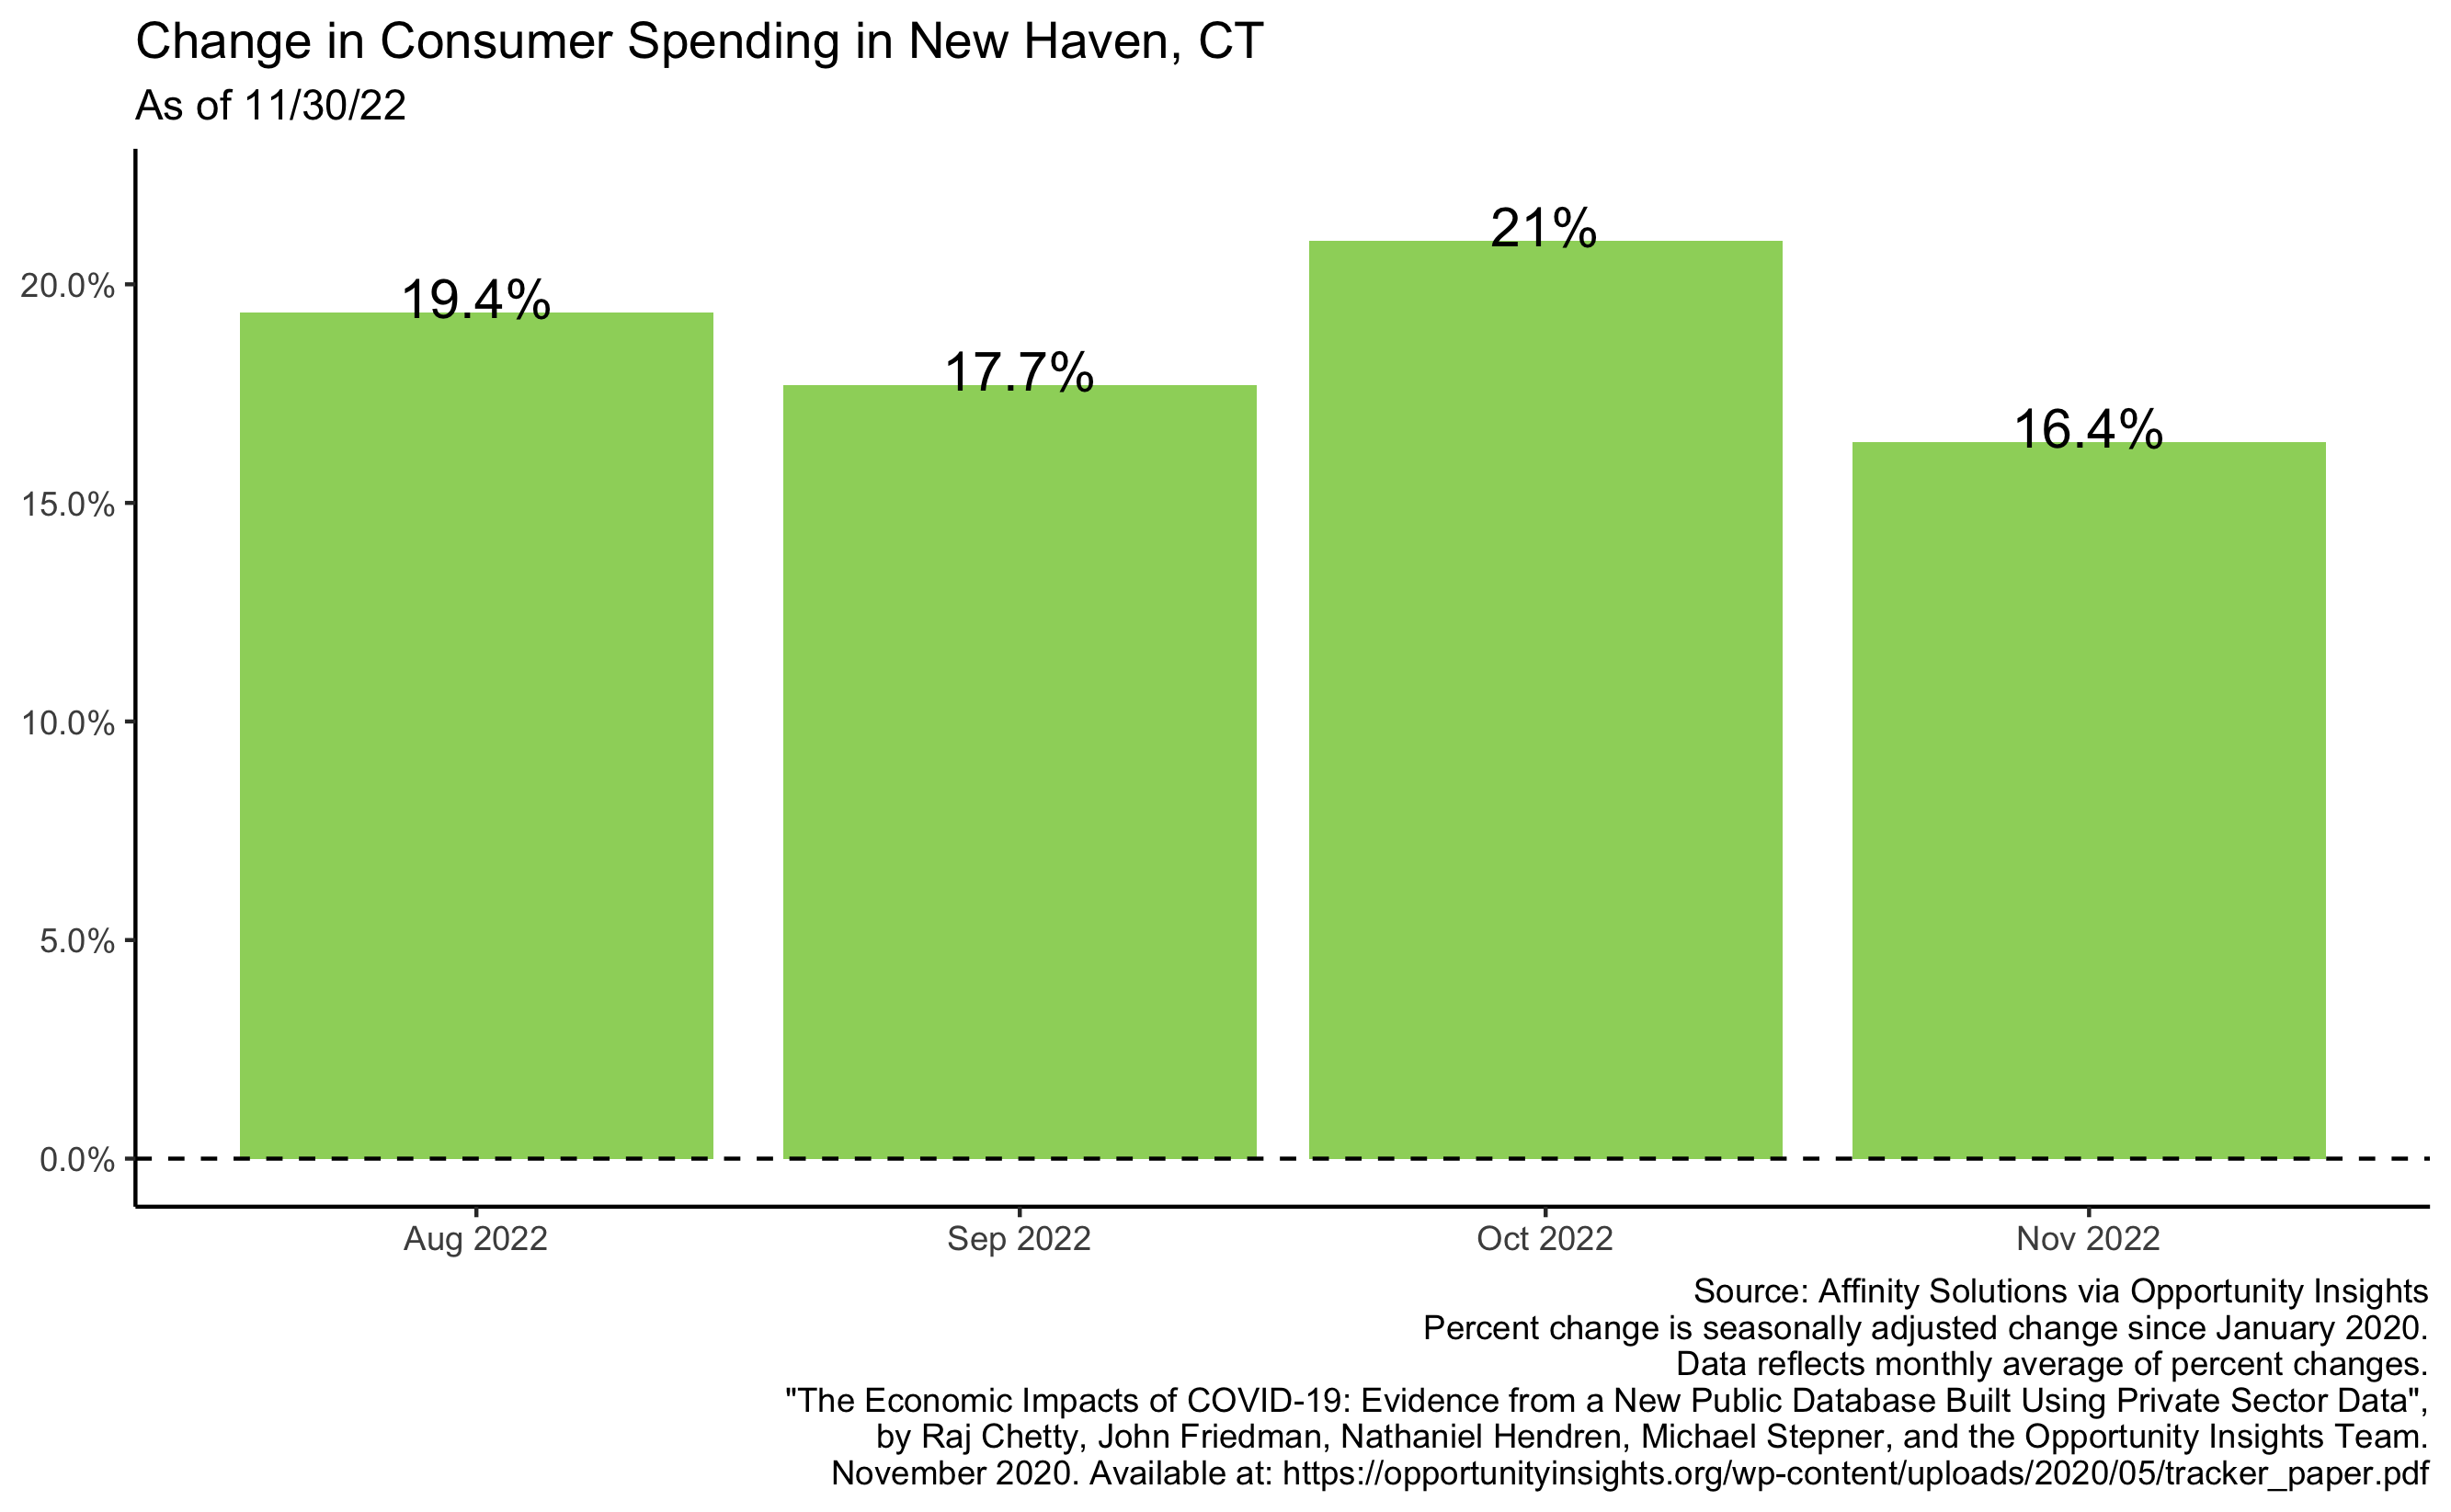 Change in Consumer Spending in New Haven, CT
As of 11/30/22
21%
19.4%
17.7%
16.4%
20.0%
15.0%
10.0%
5.0%
0.0%
Aug 2022 Sep 2022 Oct 2022 Nov 2022
Source: Affinity Solutions via Opportunity Insights
Percent change is seasonally adjusted change since January 2020.
Data reflects monthly average of percent changes.
"The Economic Impacts of COVID-19: Evidence from a New Public Database Built Using Private Sector Data",
by Raj Chetty, John Friedman, Nathaniel Hendren, Michael Stepner, and the Opportunity Insights Team.
November 2020. Available at: https://opportunityinsights.org/wp-content/uploads/2020/05/tracker_paper.pdf